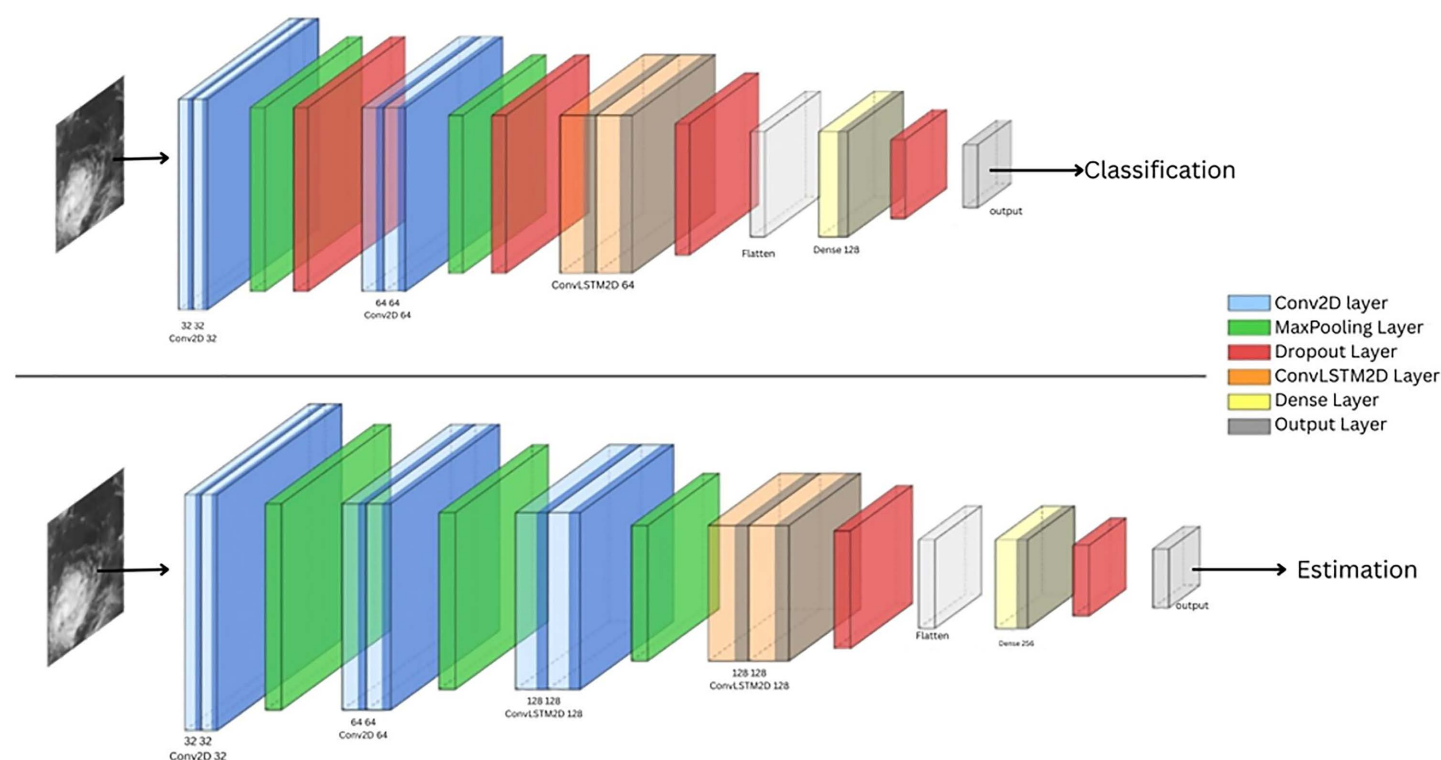 Classification
output
Flatten
Dense 128
ConvLSTM2D 64
64 64
Conv2D 64
32 32
Conv2D 32
Conv2D layer
MaxPooling Layer
Dropout Layer
ConvLSTM2D Layer
Dense Layer
Output Layer
Estimation
output
Flatten
Dense 256
128 128
ConvLSTM2D 128
128 128
ConvLSTM2D 128
64 64
Conv2D 64
32 32
Conv2D 32